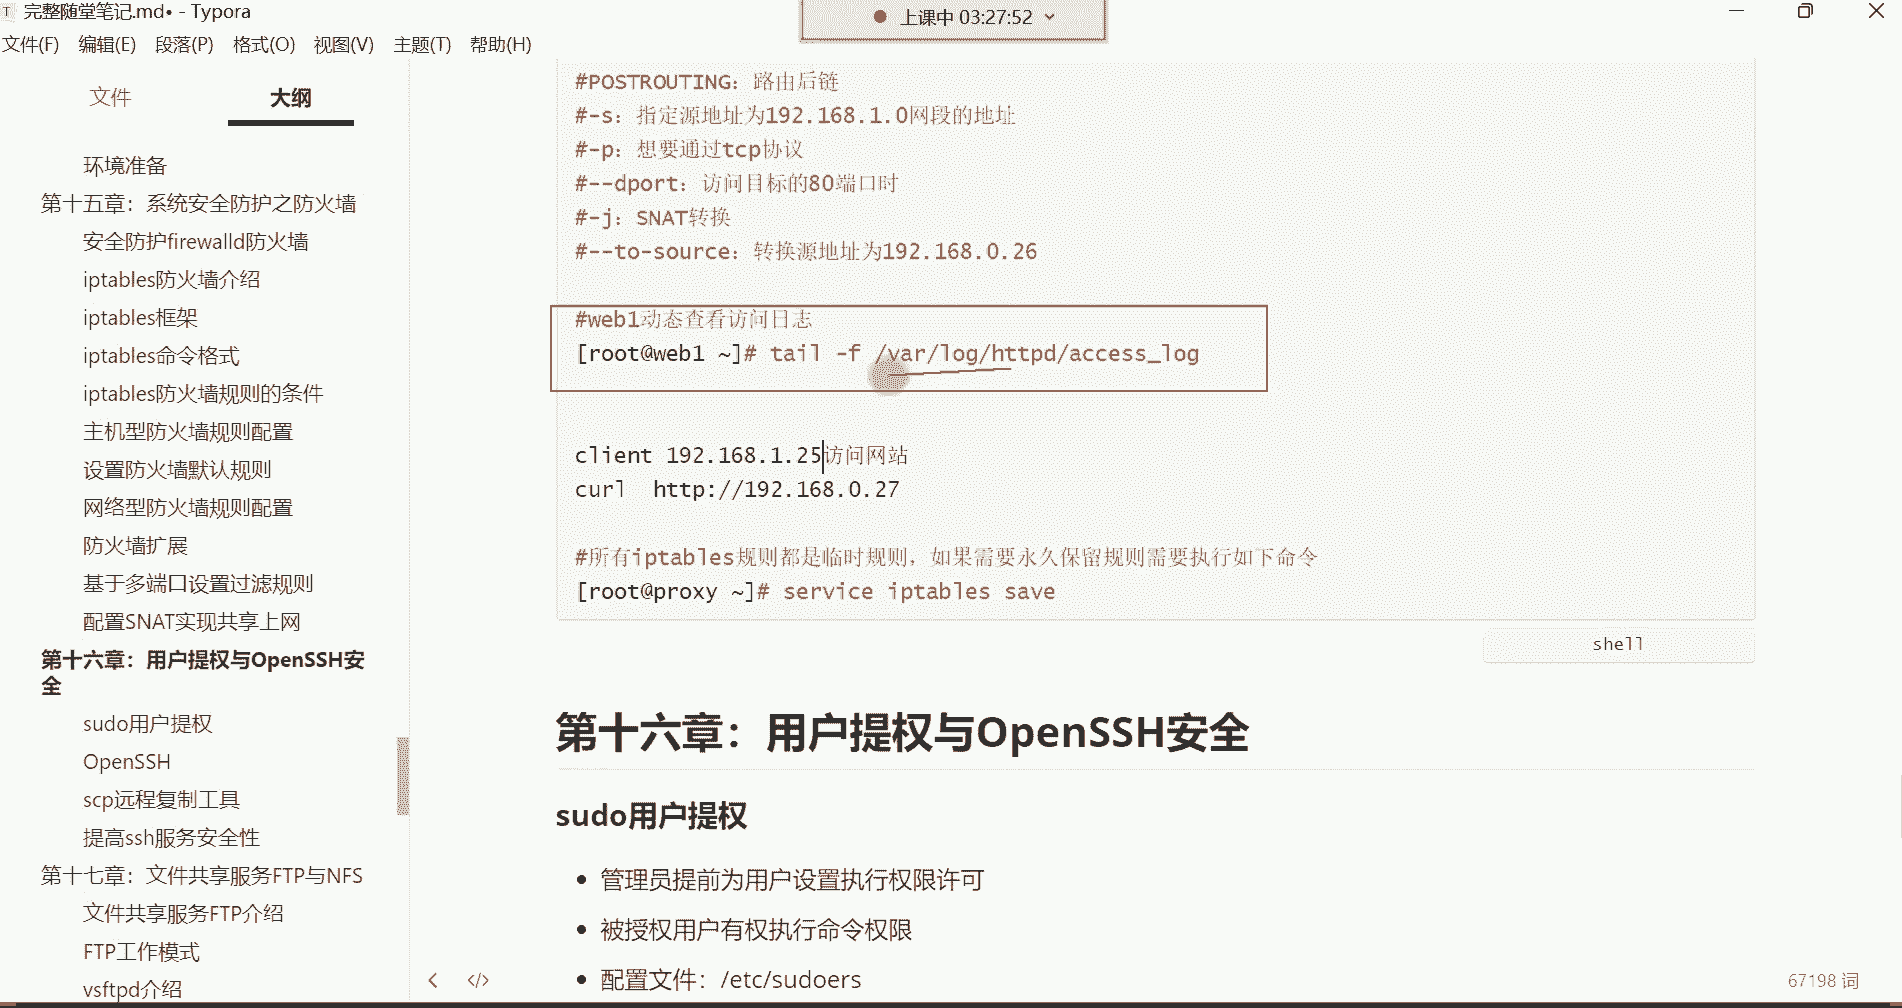 完整随堂笔记.md• - Typora
上课中 03:27:52
文件(F) 编辑(E) 段落(P) 格式(O) 视图(V) 主题(T) 帮助(H)
文件 大纲
环境准备
第十五章：系统安全防护之防火墙
安全防护firewalld防火墙
iptables防火墙介绍
iptables框架
iptables命令格式
iptables防火墙规则的条件
主机型防火墙规则配置
设置防火墙默认规则
网络型防火墙规则配置
防火墙扩展
基于多端口设置过滤规则
配置SNAT实现共享上网
第十六章：用户提权与OpenSSH安
全
sudo用户提权
OpenSSH
scp远程复制工具
提高ssh服务安全性
第十七章：文件共享服务FTP与NFS
文件共享服务FTP介绍
FTP工作模式
vsftpd介绍
#POSTROUTING：路由后链
#-s：指定源地址为192.168.1.0网段的地址
#-p：想要通过tcp协议
#--dport：访问目标的80端口时
#-j：SNAT转换
#--to-source：转换源地址为192.168.0.26
#web1动态查看访问日志
[root@web1 ~]# tail -f /var/log/httpd/access_log
client 192.168.1.25访问网站
curl  http://192.168.0.27
#所有iptables规则都是临时规则，如果需要永久保留规则需要执行如下命令
[root@proxy ~]# service iptables save
shell
第十六章：用户提权与OpenSSH安全
sudo用户提权
• 管理员提前为用户设置执行权限许可
• 被授权用户有权执行命令权限
• 配置文件：/etc/sudoers
67198 词